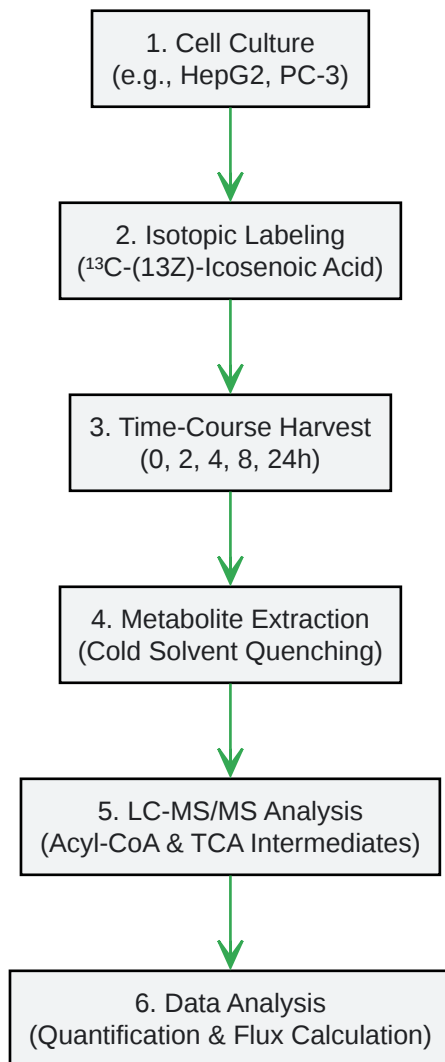 1. Cell Culture
(e.g., HepG2, PC-3)
2. Isotopic Labeling
(¹³C-(13Z)-Icosenoic Acid)
3. Time-Course Harvest
(0, 2, 4, 8, 24h)
4. Metabolite Extraction
(Cold Solvent Quenching)
5. LC-MS/MS Analysis
(Acyl-CoA & TCA Intermediates)
6. Data Analysis
(Quantification & Flux Calculation)